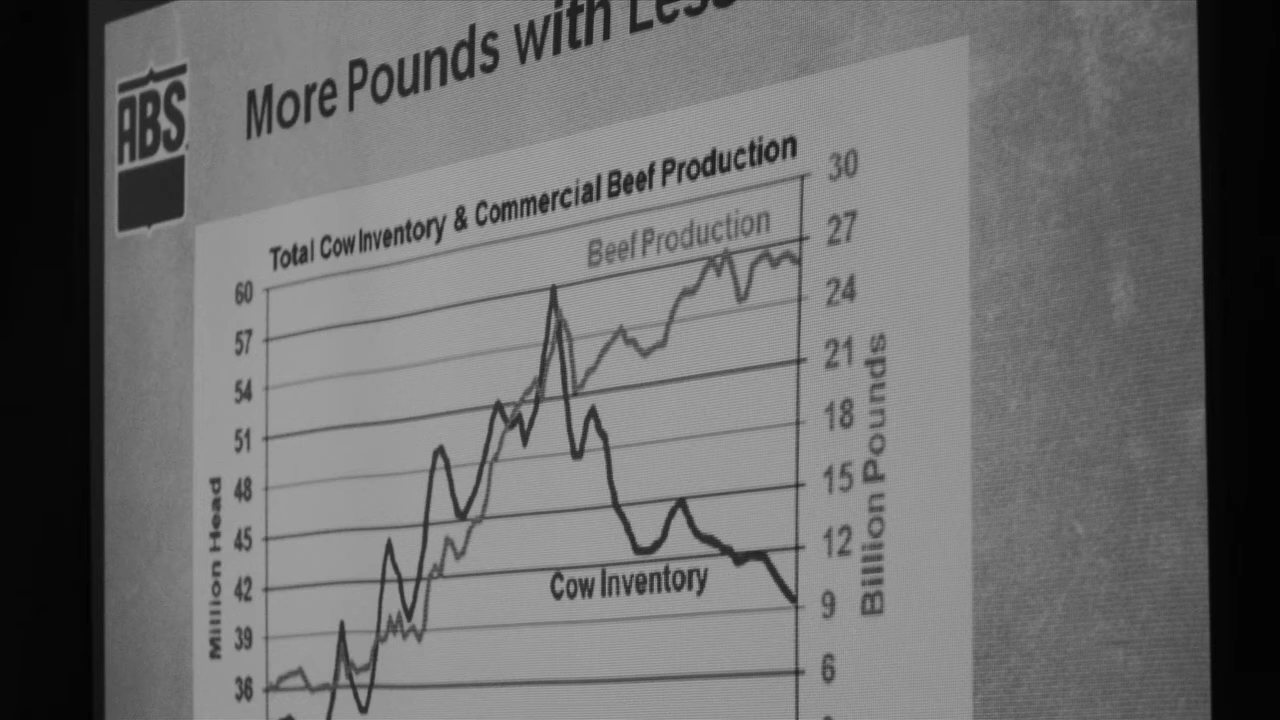 More Pounds with Less
ABS
Total Cow Inventory & Commercial Beef Production
Beef Production
Cow Inventory
Million Head
60
57
54
51
48
45
42
39
36
30
27
24
21
18
15
12
9
6
Billion Pounds